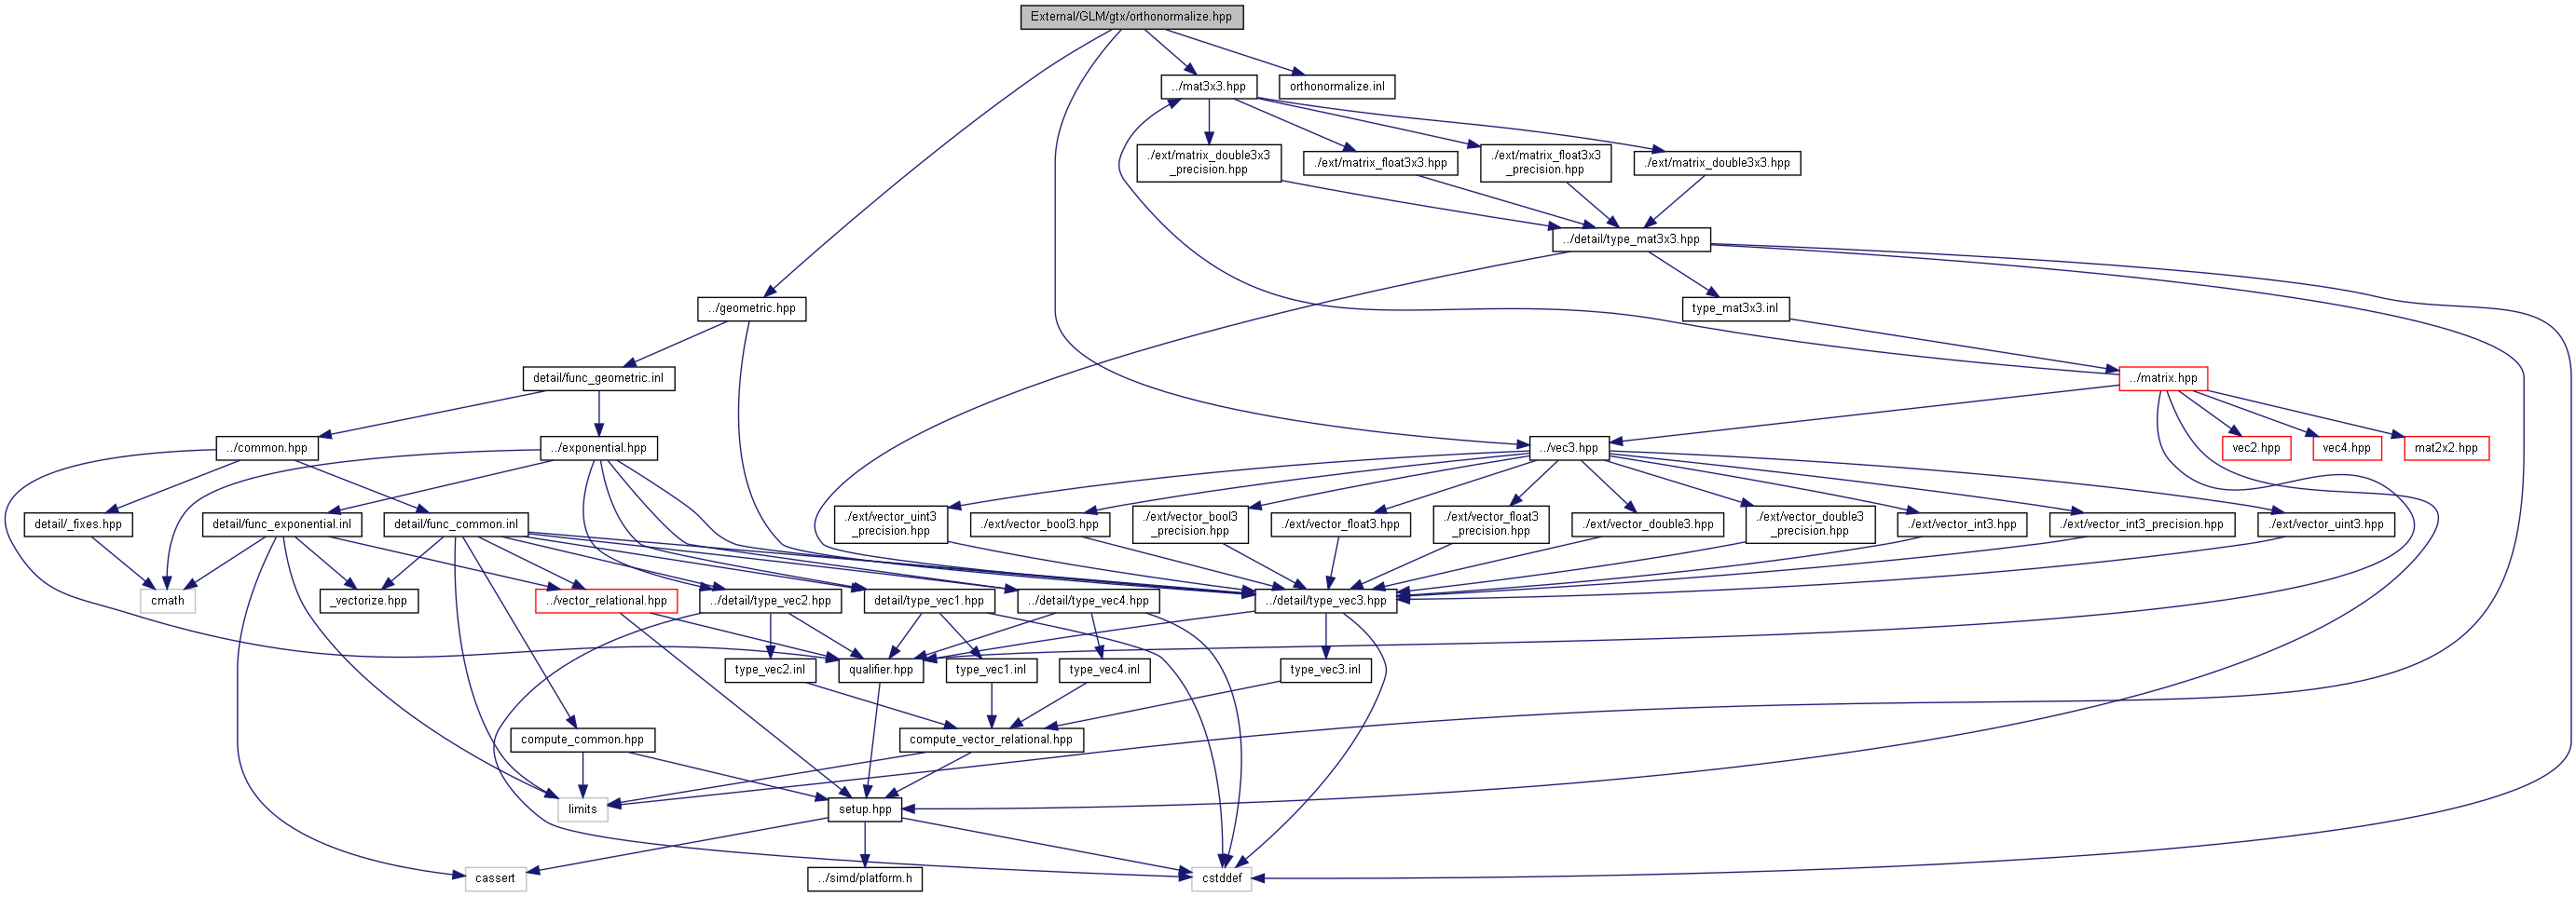 External/GLM/gtx/orthonormalize.hpp
../mat3x3.hpp
orthonormalize.inl
./ext/matrix_double3x3
_precision.hpp
./ext/matrix_float3x3.hpp
./ext/matrix_float3x3
_precision.hpp
./ext/matrix_double3x3.hpp
../detail/type_mat3x3.hpp
../geometric.hpp
type_mat3x3.inl
detail/func_geometric.inl
../matrix.hpp
../common.hpp
../exponential.hpp
../vec3.hpp
vec2.hpp
vec4.hpp
mat2x2.hpp
detail/_fixes.hpp
detail/func_exponential.inl
detail/func_common.inl
./ext/vector_uint3
_precision.hpp
./ext/vector_bool3.hpp
./ext/vector_bool3
_precision.hpp
./ext/vector_float3.hpp
./ext/vector_float3
_precision.hpp
./ext/vector_double3.hpp
./ext/vector_double3
_precision.hpp
./ext/vector_int3.hpp
./ext/vector_int3_precision.hpp
./ext/vector_uint3.hpp
cmath
_vectorize.hpp
../vector_relational.hpp
../detail/type_vec2.hpp
detail/type_vec1.hpp
../detail/type_vec4.hpp
../detail/type_vec3.hpp
type_vec2.inl
qualifier.hpp
type_vec1.inl
type_vec4.inl
type_vec3.inl
compute_common.hpp
compute_vector_relational.hpp
limits
setup.hpp
cassert
../simd/platform.h
cstddef